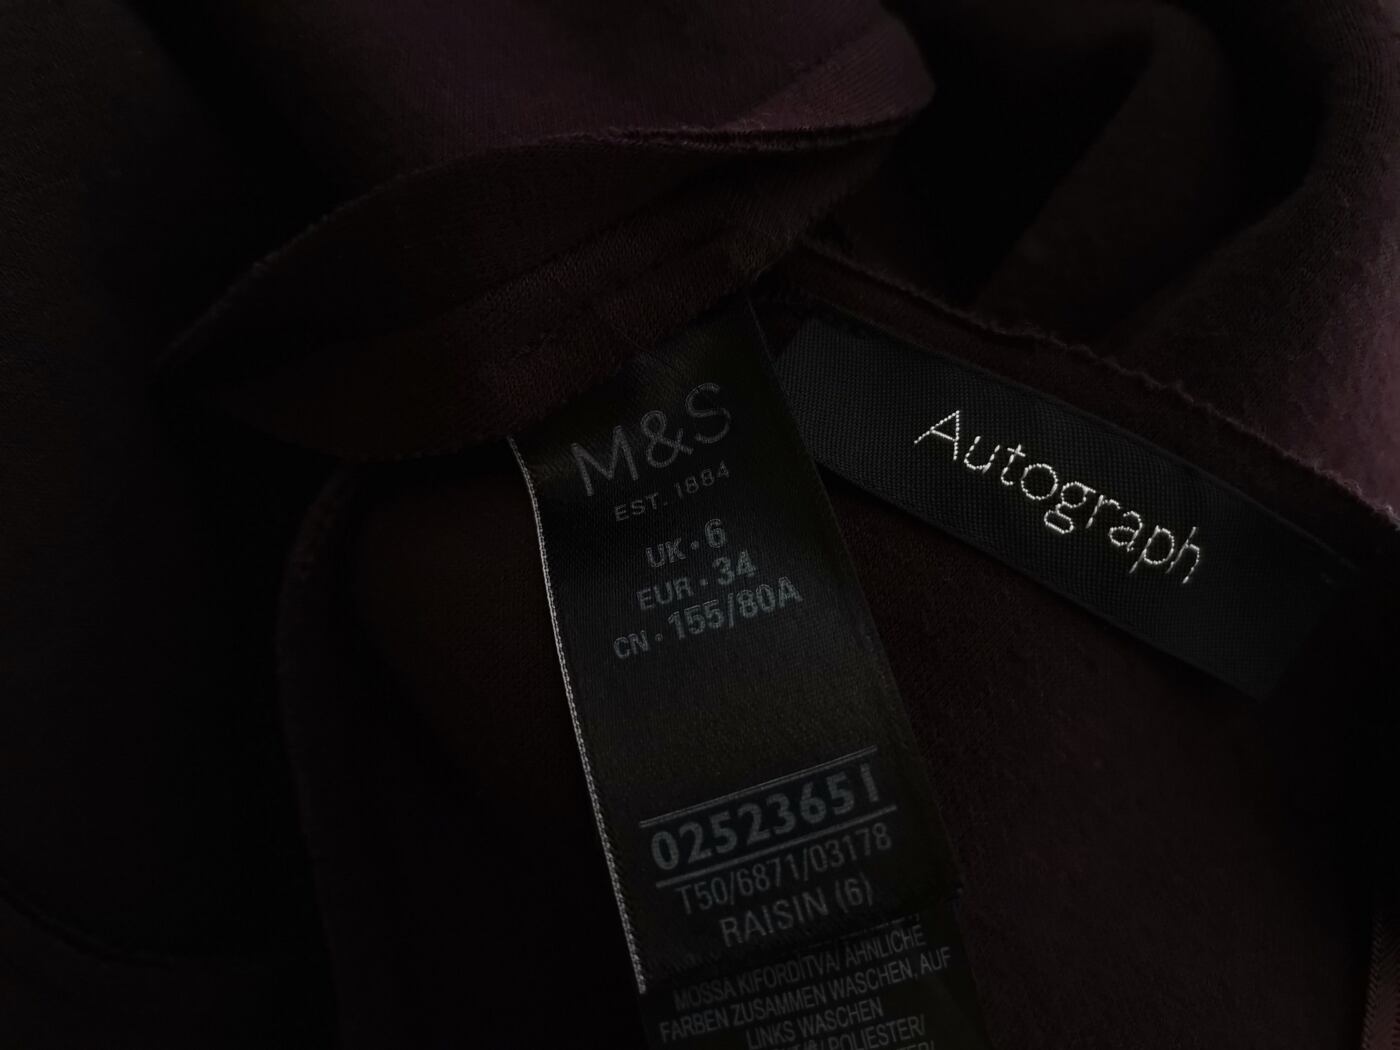 M&S
EST. 1884
UK • 6
EUR • 34
CN • 155/80A
02523651
T50/6871/03178
RAISIN (6)
MOSSA KIFORDÍTVA/ ÄHNLICHE
FARBEN ZUSAMMEN WASCHEN, AUF
LINKS WASCHEN
POLIESTER/
Autograph